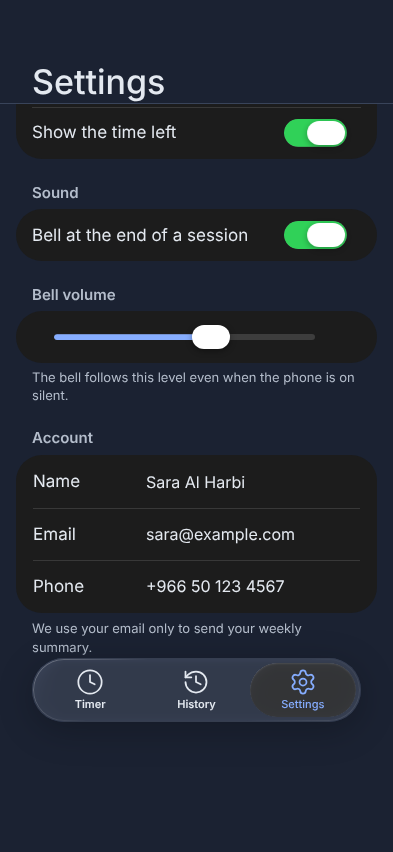 Settings
Show the time left
Sound
Bell at the end of a session
Bell volume
The bell follows this level even when the phone is on
silent.
Account
Name Sara Al Harbi
Email sara@example.com
Phone +966 50 123 4567
We use your email only to send your weekly
summary.
Timer History Settings